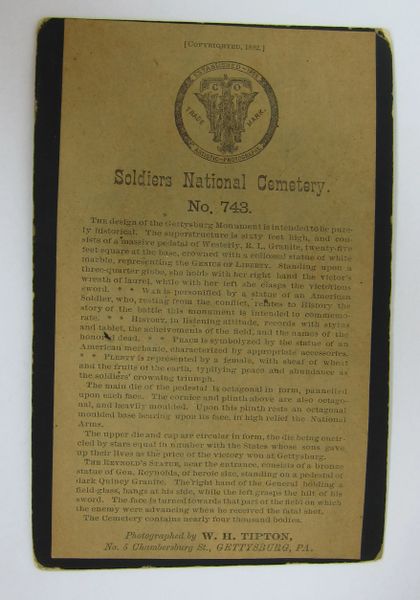 [COPYRIGHTED, 1882.]
ARTISTIC-PHOTOGRAPHS
TRADE MARK.
Soldiers National Cemetery.
No. 743.
The design of the Gettysburg Monument is intended to be pure-
ly historical. The superstructure is sixty feet high, and con-
sists of a massive pedestal of Westerly, R. I., Granite, twenty-five
feet square at the base, crowned with a collossal statue of white
marble, representing the GENIUS OF LIBERTY. Standing upon a
three-quarter globe, she holds with her right hand the victor's
wreath of laurel, while with her left she clasps the victorious
sword. * * WAR is personified by a statue of an American
Soldier, who, resting from the conflict, relates to History the
story of the battle this monument is intended to commemo-
rate. * * HISTORY, in listening attitude, records with stylus
and tablet, the acheivements of the field, and the names of the
honored dead. * * PEACE is symbolyzed by the statue of an
American mechanic, characterized by appropriate accessories.
* * PLENTY is represented by a female, with sheaf of wheat
and the fruits of the earth, typifying peace and abundance as
the soldiers' crowning triumph.
The main die of the pedestal is octagonal in form, pannelled
upon each face. The cornice and plinth above are also octago-
nal, and heavily moulded. Upon this plinth rests an octagonal
moulded base bearing upon its face, in high relief the National
Arms.
The upper die and cap are circular in form, the die being encir-
cled by stars equal in number with the States whose sons gave
up their lives as the price of the victory won at Gettysburg.
THE REYNOLD'S STATUE, near the entrance, consists of a bronze
statue of Gen. Reynolds, of heroic size, standing on a pedestal of
dark Quincy Granite. The right hand of the General holding a
field-glass, hangs at his side, while the left grasps the hilt of his
sword. The face is turned towards that part of the field on which
the enemy were advancing when he received the fatal shot.
The Cemetery contains nearly four thousand bodies.
Photographed by W. H. TIPTON,
No. 5 Chambersburg St., GETTYSBURG, PA.